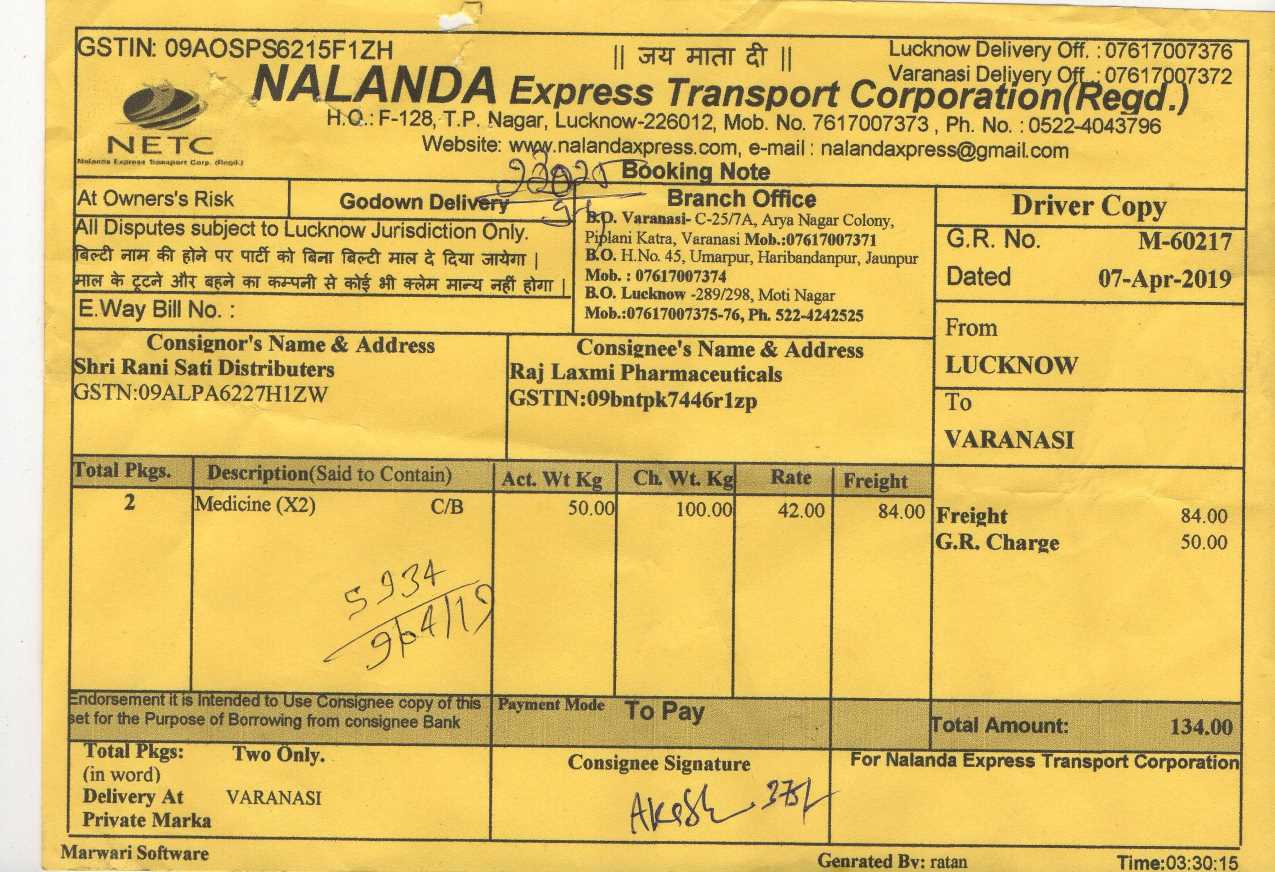 GSTIN: 09AOSPS6215F1ZH
|| जय माता दी ||
Lucknow Delivery Off. : 07617007376
Varanasi Delivery Off. : 07617007372
NALANDA Express Transport Corporation(Regd.)
NETC
Nalanda Express Transport Corp. (Regd.)
H.O.: F-128, T.P. Nagar, Lucknow-226012, Mob. No. 7617007373 , Ph. No. : 0522-4043796
Website: www.nalandaxpress.com, e-mail : nalandaxpress@gmail.com
Booking Note
At Owners's Risk
Godown Delivery
All Disputes subject to Lucknow Jurisdiction Only.
बिल्टी नाम की होने पर पार्टी को बिना बिल्टी माल दे दिया जायेगा |
माल के टूटने और बहने का कम्पनी से कोई भी क्लेम मान्य नहीं होगा |
E.Way Bill No. :
Branch Office
B.O. Varanasi- C-25/7A, Arya Nagar Colony,
Piplani Katra, Varanasi Mob.:07617007371
B.O. H.No. 45, Umarpur, Haribandanpur, Jaunpur
Mob. : 07617007374
B.O. Lucknow -289/298, Moti Nagar
Mob.:07617007375-76, Ph. 522-4242525
Driver Copy
G.R. No. M-60217
Dated 07-Apr-2019
From
LUCKNOW
To
VARANASI
Consignor's Name & Address
Shri Rani Sati Distributers
GSTN:09ALPA6227H1ZW
Consignee's Name & Address
Raj Laxmi Pharmaceuticals
GSTIN:09bntpk7446r1zp
Total Pkgs. Description(Said to Contain) Act. Wt Kg Ch. Wt. Kg Rate Freight
2 Medicine (X2) C/B 50.00 100.00 42.00 84.00
Freight 84.00
G.R. Charge 50.00
5934
9/04/19
Endorsement it is Intended to Use Consignee copy of this
set for the Purpose of Borrowing from consignee Bank
Payment Mode To Pay
Total Amount: 134.00
Total Pkgs: Two Only.
(in word)
Delivery At VARANASI
Private Marka
Consignee Signature
Akash
For Nalanda Express Transport Corporation
Marwari Software
Genrated By: ratan
Time:03:30:15